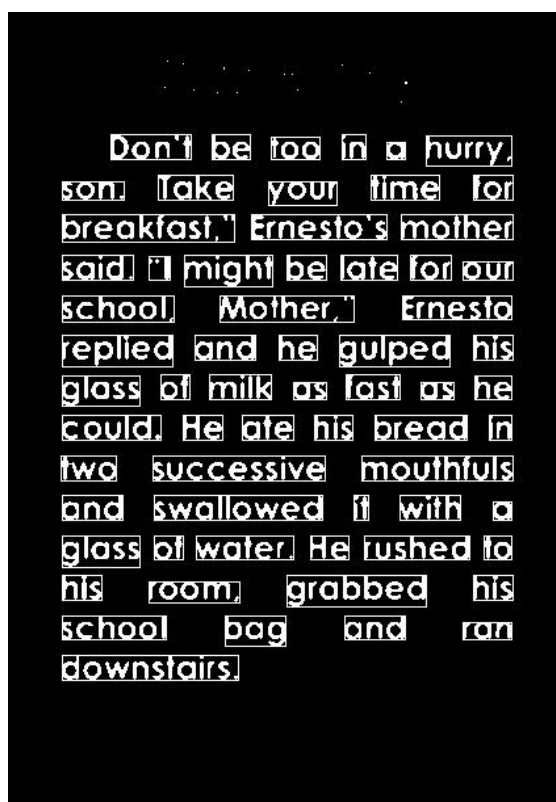 Don't be too in a hurry,
son. Take your time for
breakfast," Ernesto's mother
said. "I might be late for our
school, Mother," Ernesto
replied and he gulped his
glass of milk as fast as he
could. He ate his bread in
two successive mouthfuls
and swallowed it with a
glass of water. He rushed to
his room, grabbed his
school bag and ran
downstairs.